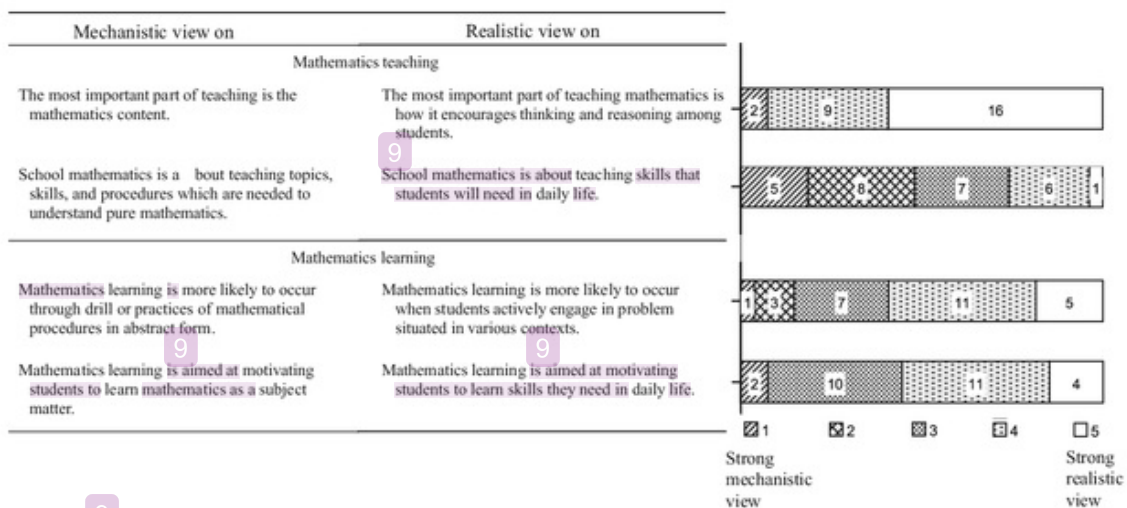 Mechanistic view on Realistic view on
Mathematics teaching
The most important part of teaching is the
mathematics content.
The most important part of teaching mathematics is
how it encourages thinking and reasoning among
students.
2 9 16
9
School mathematics is a bout teaching topics,
skills, and procedures which are needed to
understand pure mathematics.
School mathematics is about teaching skills that
students will need in daily life.
5 8 7 6 1
Mathematics learning
Mathematics learning is more likely to occur
through drill or practices of mathematical
procedures in abstract form.
Mathematics learning is more likely to occur
when students actively engage in problem
situated in various contexts.
1 3 7 11 5
9 9
Mathematics learning is aimed at motivating
students to learn mathematics as a subject
matter.
Mathematics learning is aimed at motivating
students to learn skills they need in daily life.
2 10 11 4
1 2 3 4 5
Strong
mechanistic
view
Strong
realistic
view